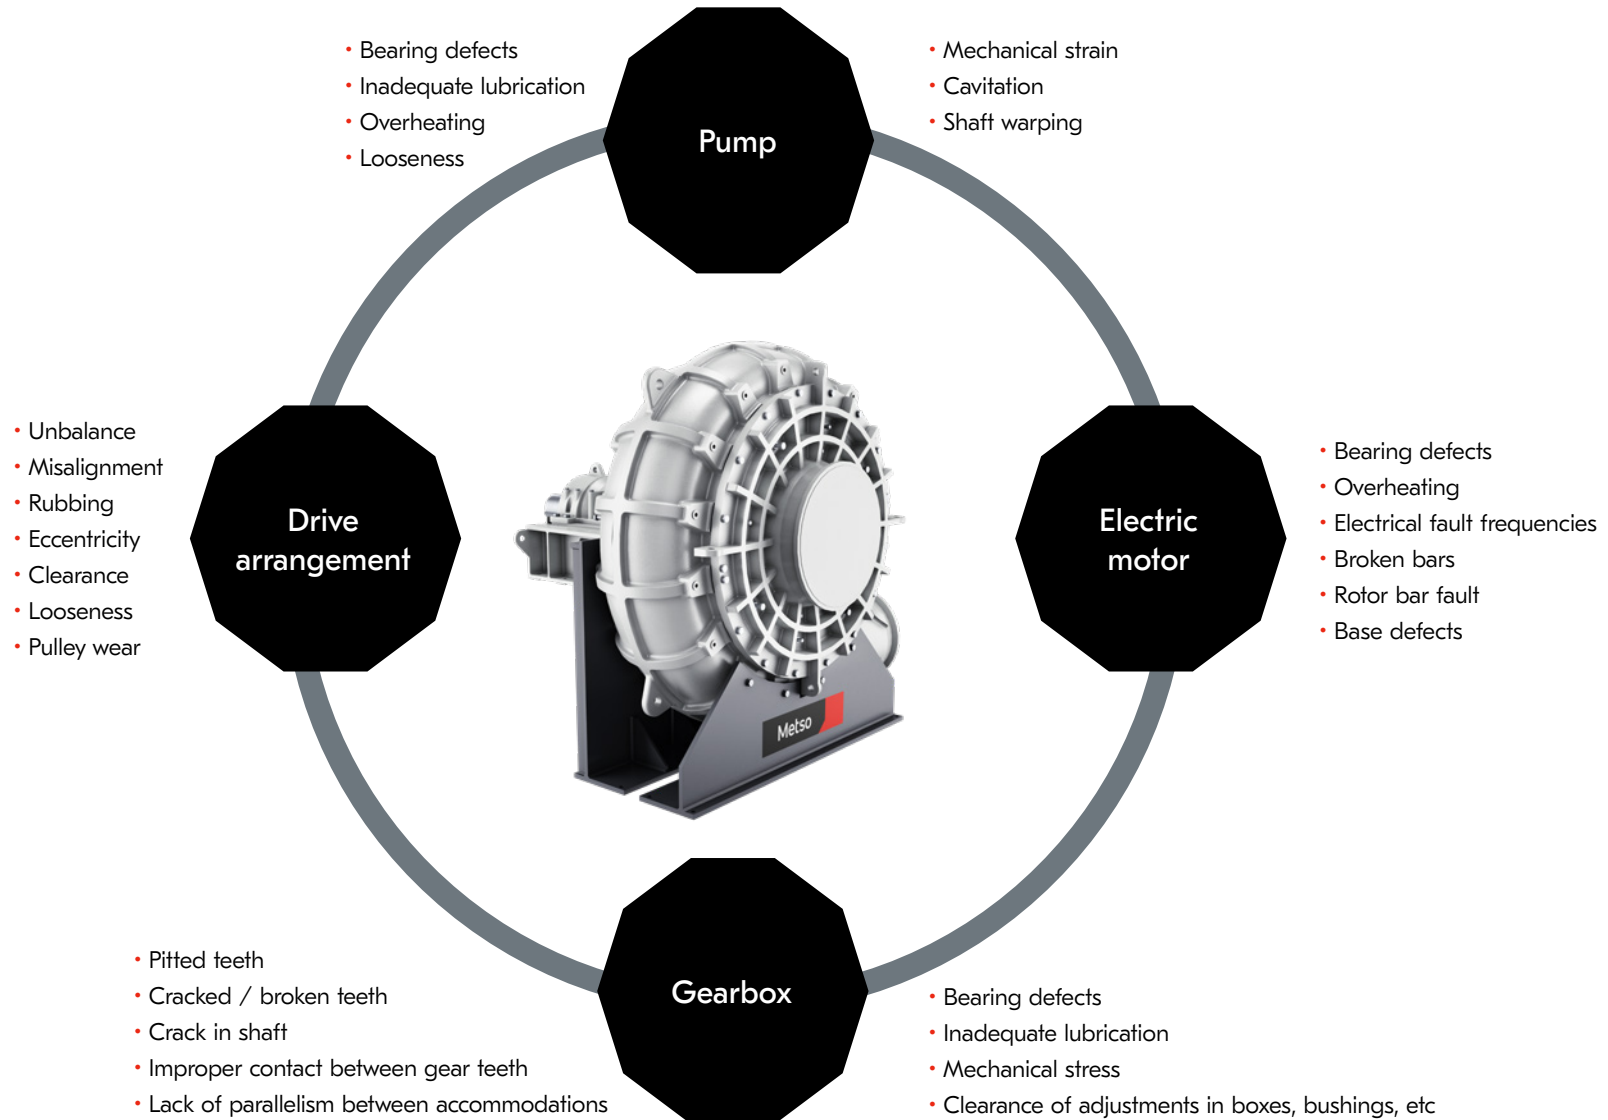 • Bearing defects
• Inadequate lubrication
• Overheating
• Looseness
Pump
• Mechanical strain
• Cavitation
• Shaft warping
• Unbalance
• Misalignment
• Rubbing
• Eccentricity
• Clearance
• Looseness
• Pulley wear
Drive
arrangement
Metso
Electric
motor
• Bearing defects
• Overheating
• Electrical fault frequencies
• Broken bars
• Rotor bar fault
• Base defects
• Pitted teeth
• Cracked / broken teeth
• Crack in shaft
• Improper contact between gear teeth
• Lack of parallelism between accommodations
Gearbox
• Bearing defects
• Inadequate lubrication
• Mechanical stress
• Clearance of adjustments in boxes, bushings, etc